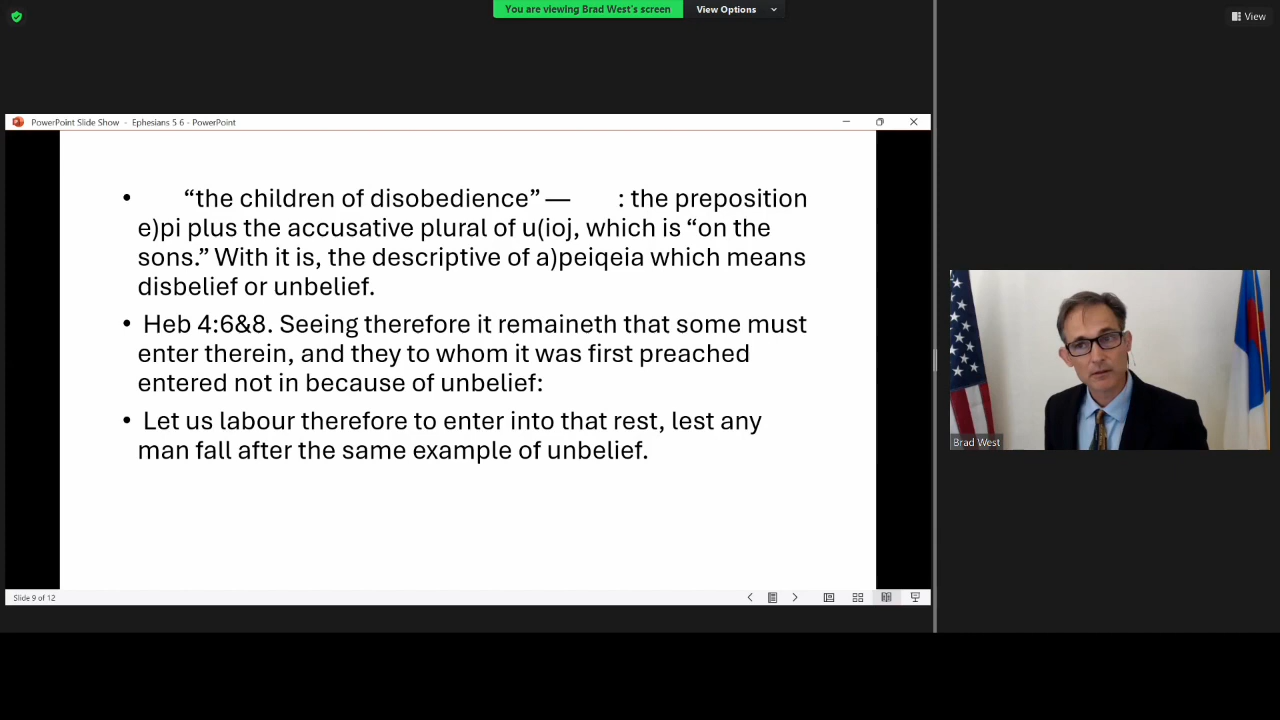 You are viewing Brad West's screen
View Options
View
PowerPoint Slide Show - Ephesians 5 6 - PowerPoint
• “the children of disobedience” — : the preposition
e)pi plus the accusative plural of u(ioj, which is “on the
sons.” With it is, the descriptive of a)peiqeia which means
disbelief or unbelief.
• Heb 4:6&8. Seeing therefore it remaineth that some must
enter therein, and they to whom it was first preached
entered not in because of unbelief:
• Let us labour therefore to enter into that rest, lest any
man fall after the same example of unbelief.
Brad West
Slide 9 of 12